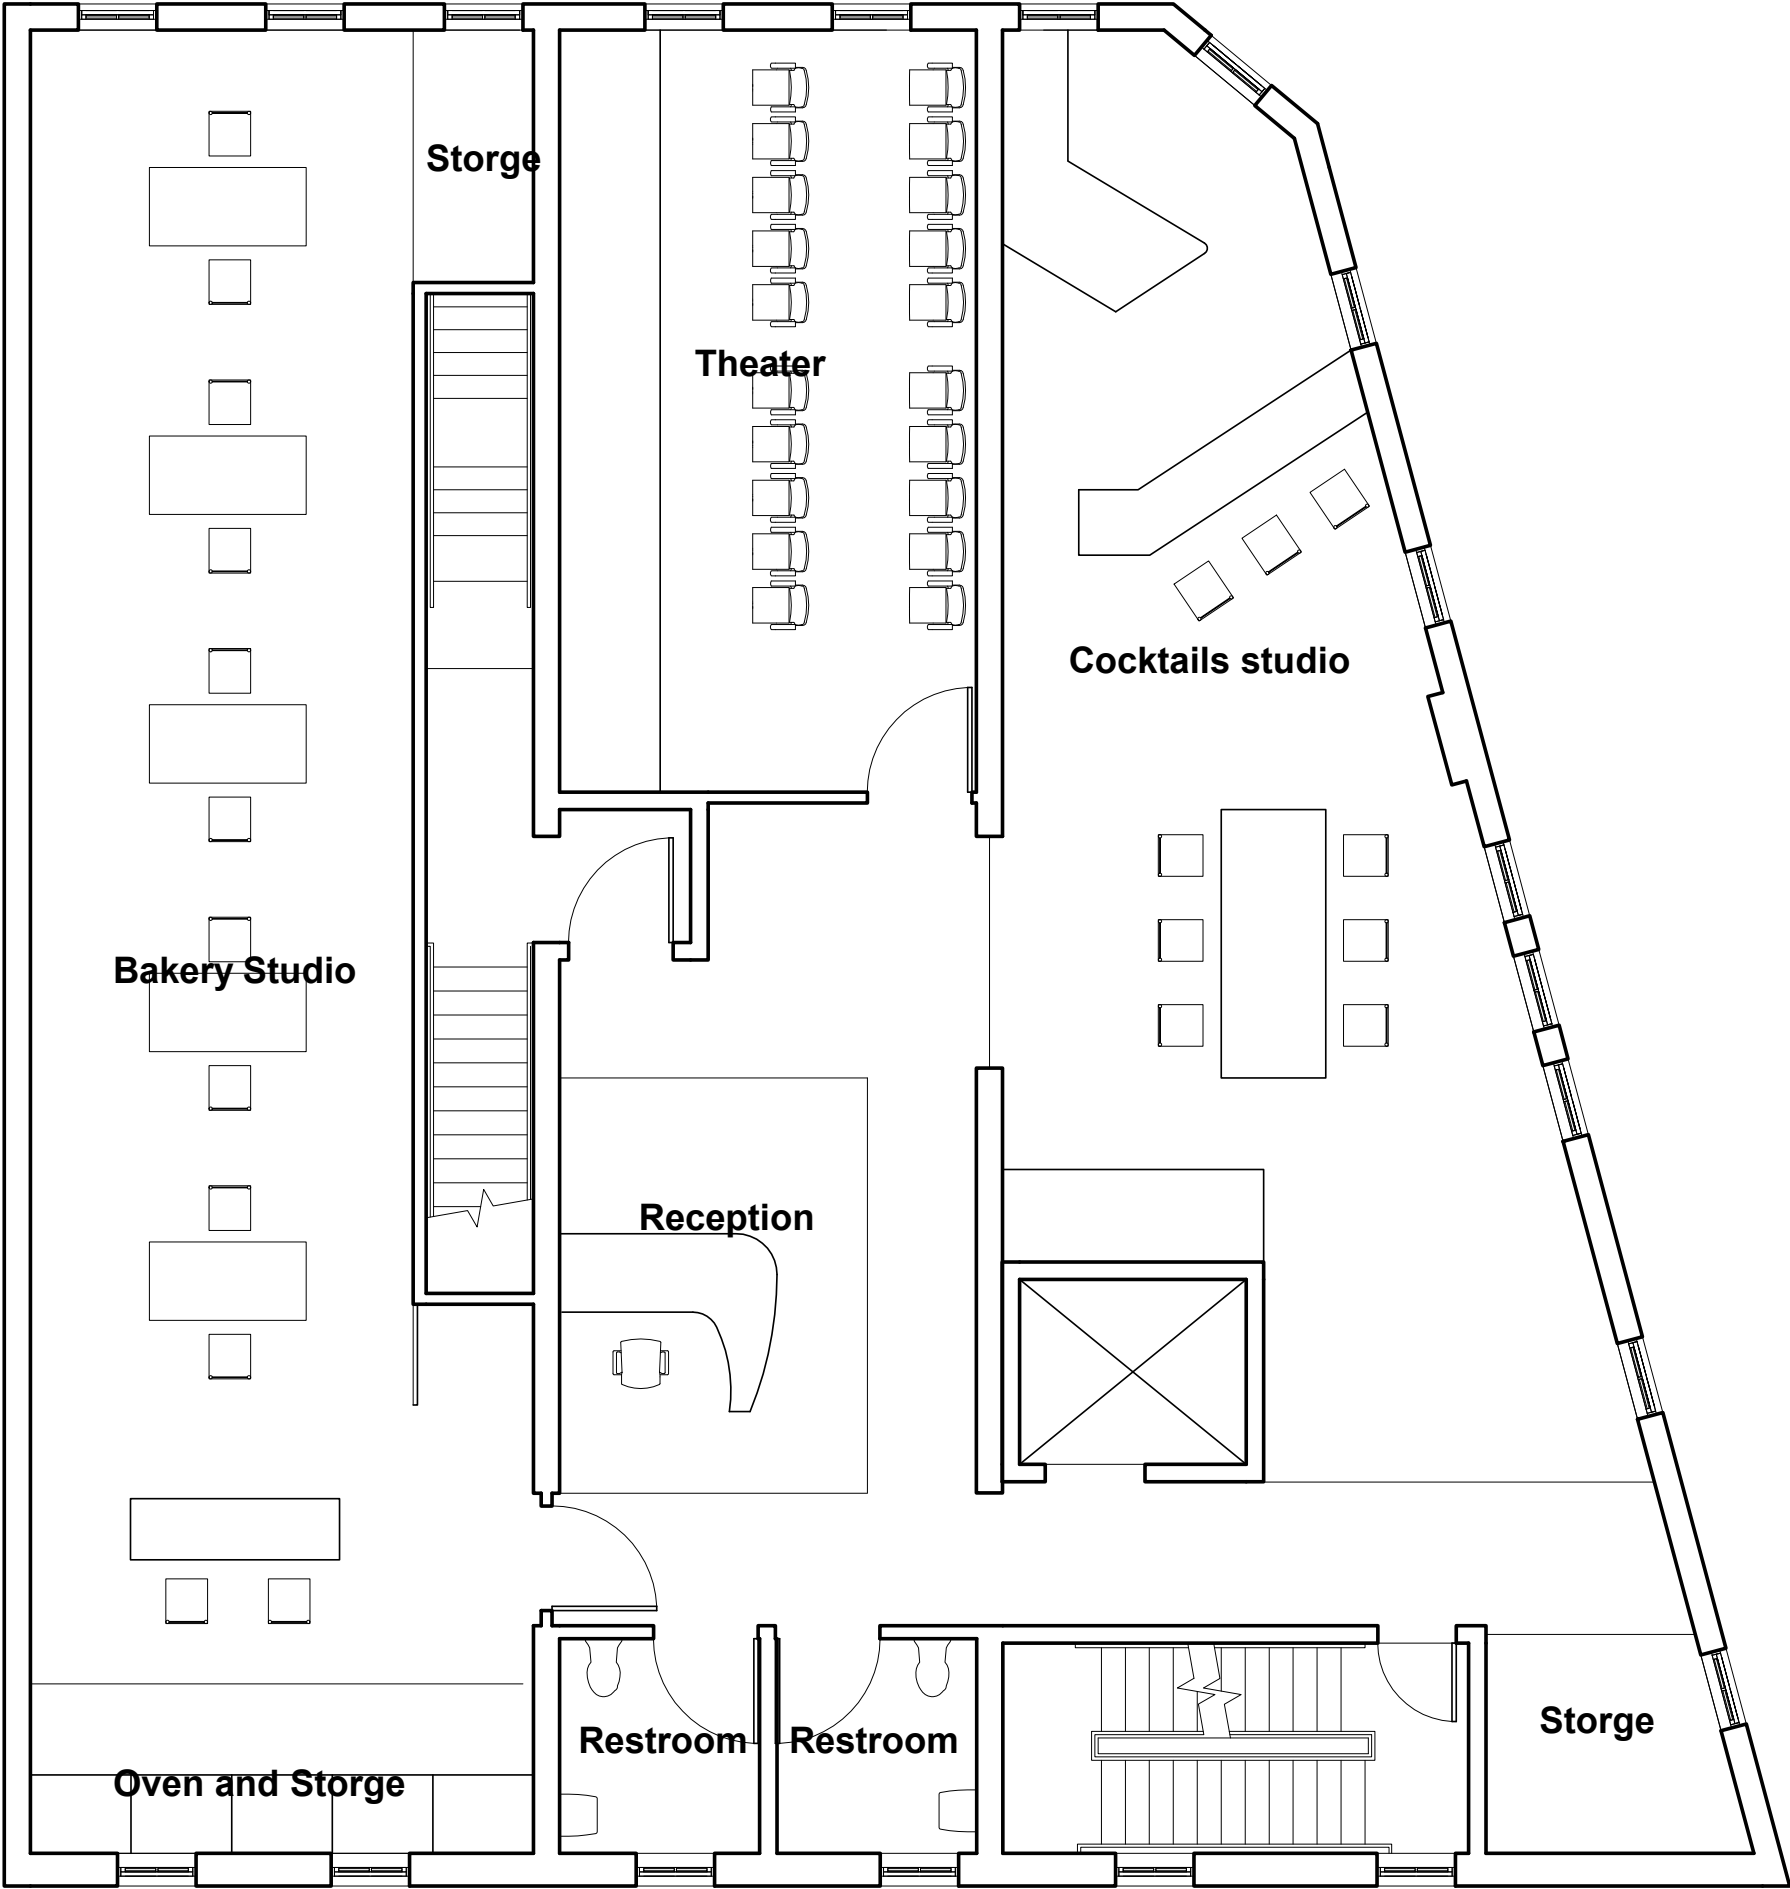 Storge
Theater
Cocktails studio
Bakery Studio
Reception
Storge
Restroom
Restroom
Oven and Storge